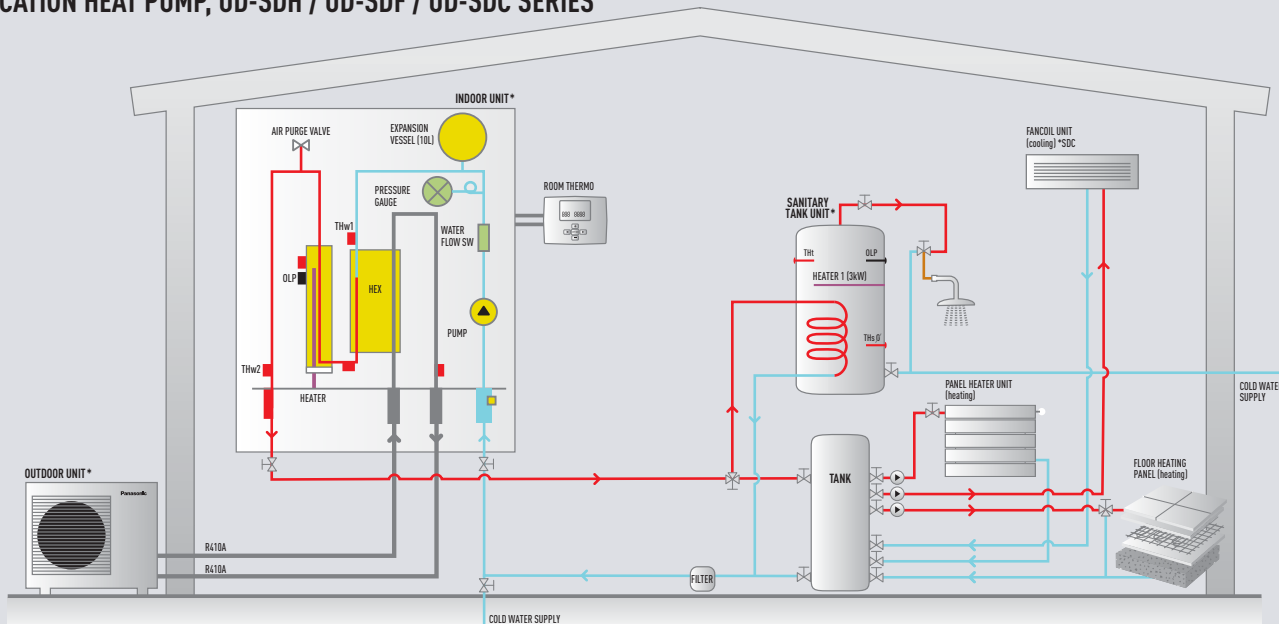 CATION HEAT PUMP, UD-SDH / UD-SDF / UD-SDC SERIES
INDOOR UNIT*
AIR PURGE VALVE
EXPANSION
VESSEL (10L)
PRESSURE
GAUGE
THw1
WATER
FLOW SW
OLP
HEX
PUMP
THw2
HEATER
ROOM THERMO
888 8888
FANCOIL UNIT
(cooling) *SDC
SANITARY
TANK UNIT*
THt
OLP
HEATER 1 (3kW)
THs
COLD WATER
SUPPLY
PANEL HEATER UNIT
(heating)
TANK
FLOOR HEATING
PANEL (heating)
OUTDOOR UNIT*
Panasonic
R410A
R410A
FILTER
COLD WATER SUPPLY